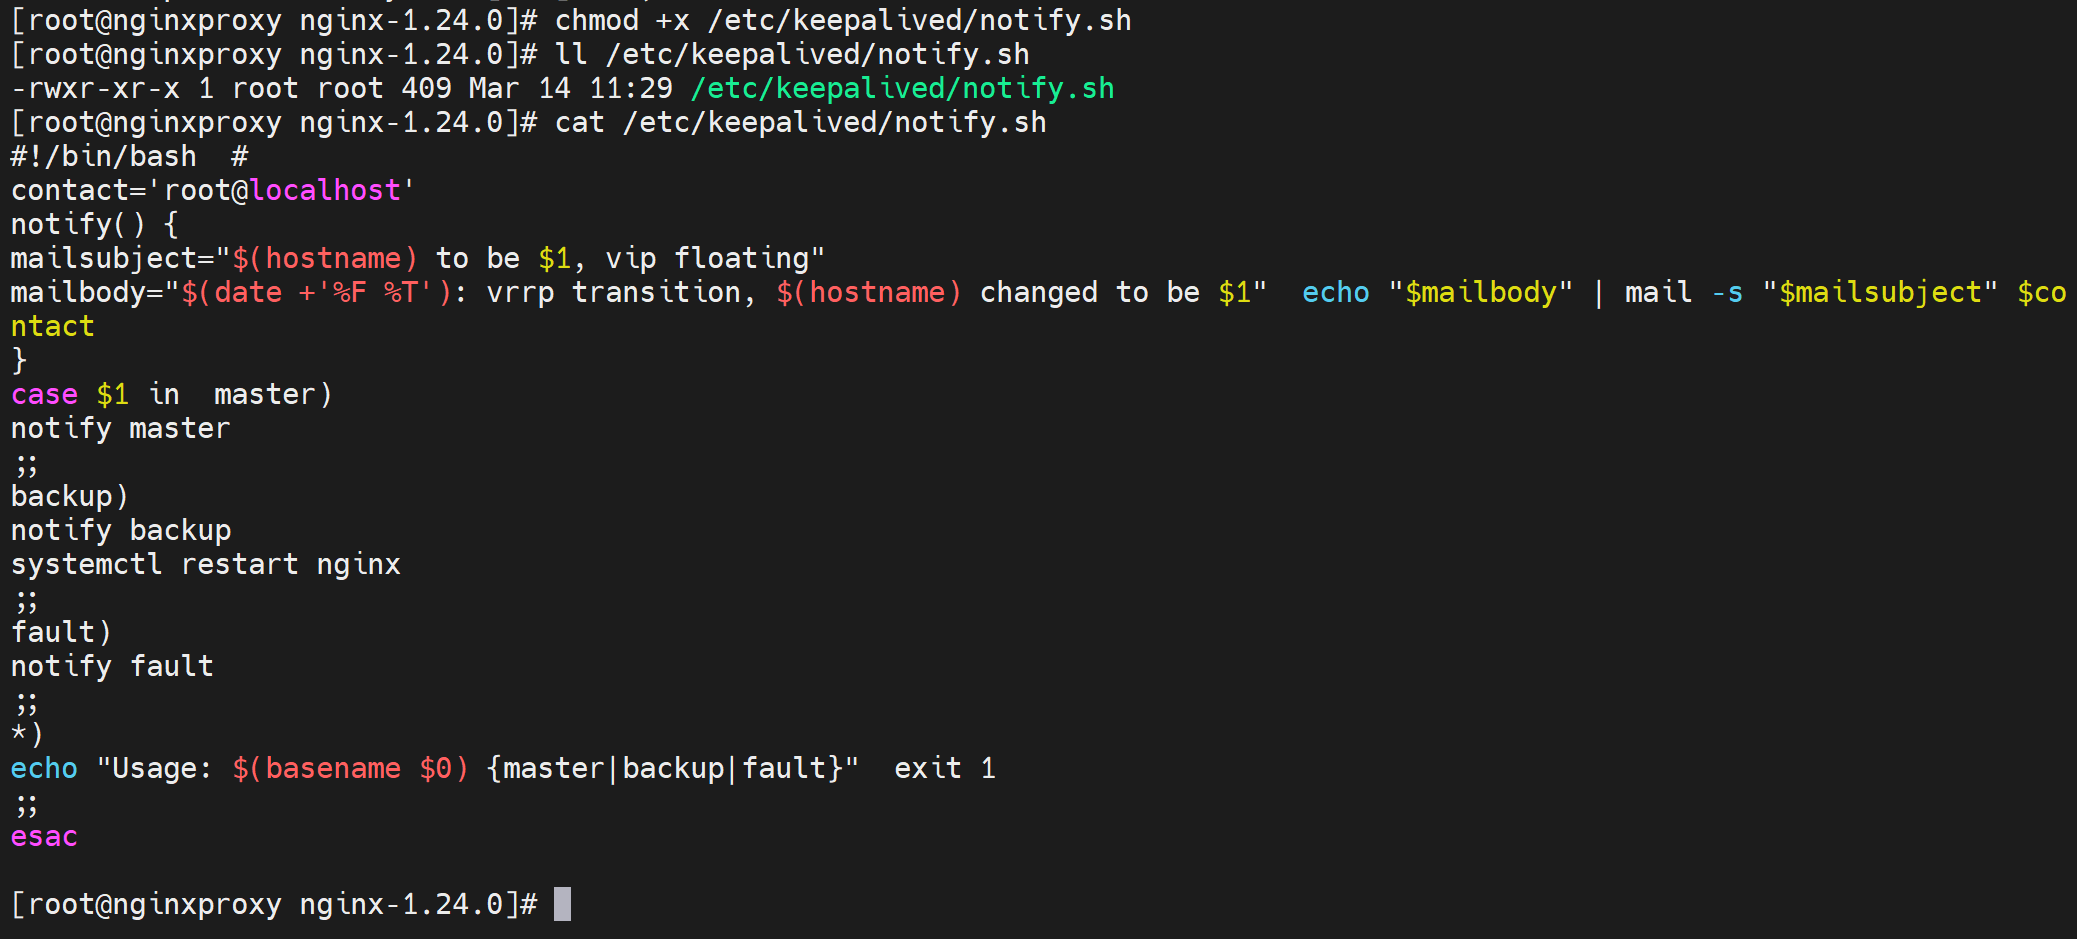 [root@nginxproxy nginx-1.24.0]# chmod +x /etc/keepalived/notify.sh
[root@nginxproxy nginx-1.24.0]# ll /etc/keepalived/notify.sh
-rwxr-xr-x 1 root root 409 Mar 14 11:29 /etc/keepalived/notify.sh
[root@nginxproxy nginx-1.24.0]# cat /etc/keepalived/notify.sh
#!/bin/bash  #
contact='root@localhost'
notify() {
mailsubject="$(hostname) to be $1, vip floating"
mailbody="$(date +'%F %T'): vrrp transition, $(hostname) changed to be $1"  echo "$mailbody" | mail -s "$mailsubject" $co
ntact
}
case $1 in  master)
notify master
;;
backup)
notify backup
systemctl restart nginx
;;
fault)
notify fault
;;
*)
echo "Usage: $(basename $0) {master|backup|fault}"  exit 1
;;
esac
[root@nginxproxy nginx-1.24.0]#